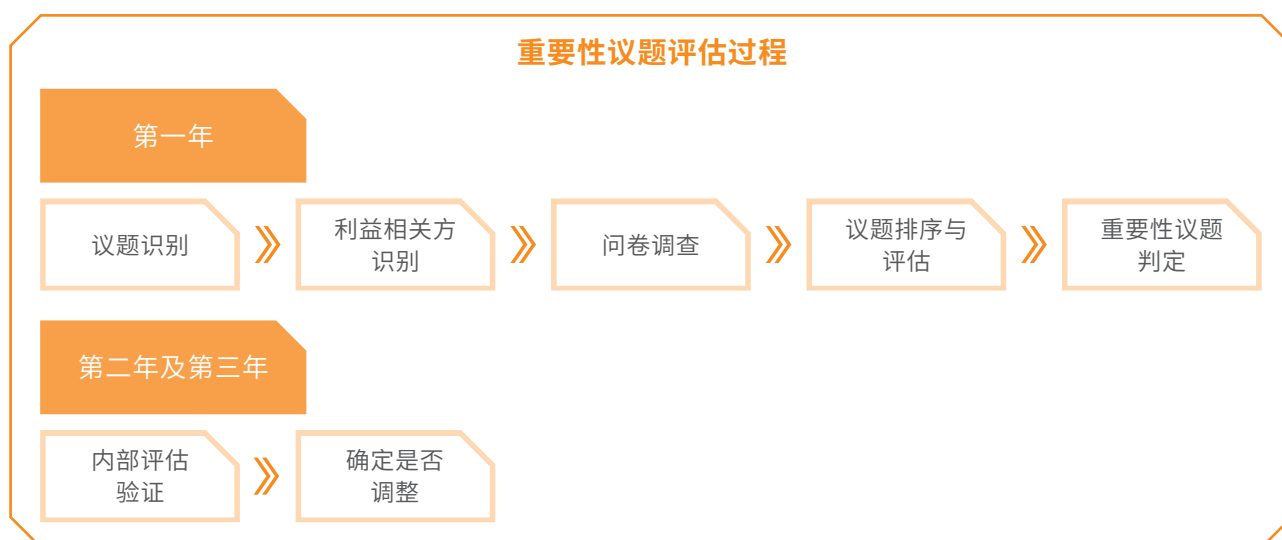 重要性议题评估过程
第一年
议题识别
利益相关方
识别
问卷调查
议题排序与
评估
重要性议题
判定
第二年及第三年
内部评估
验证
确定是否
调整